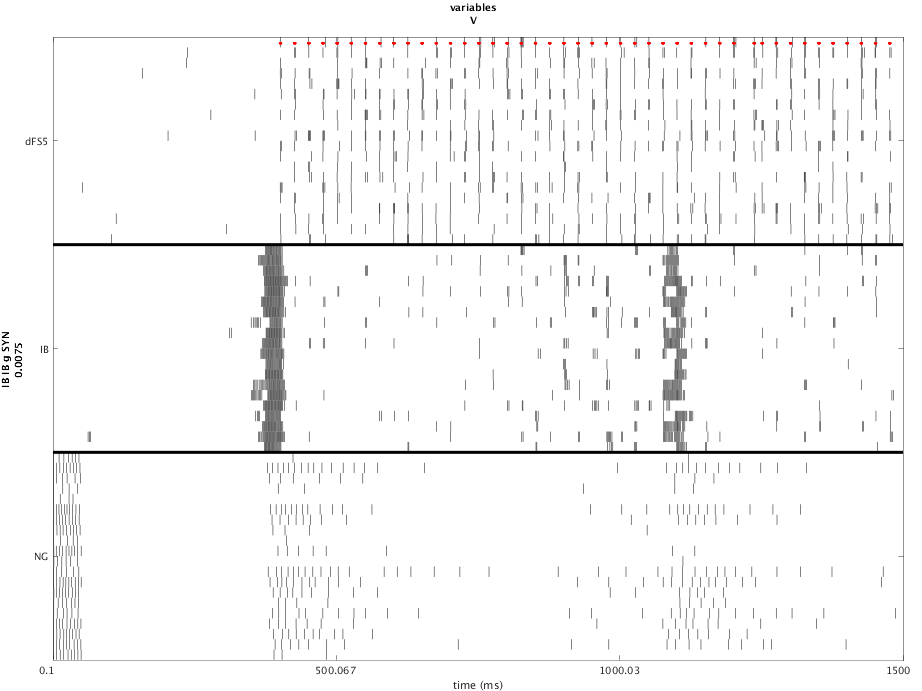 variables
V
dFS5
IB
NG
IB IB g SYN
0.0075
0.1
500.067
1000.03
1500
time (ms)